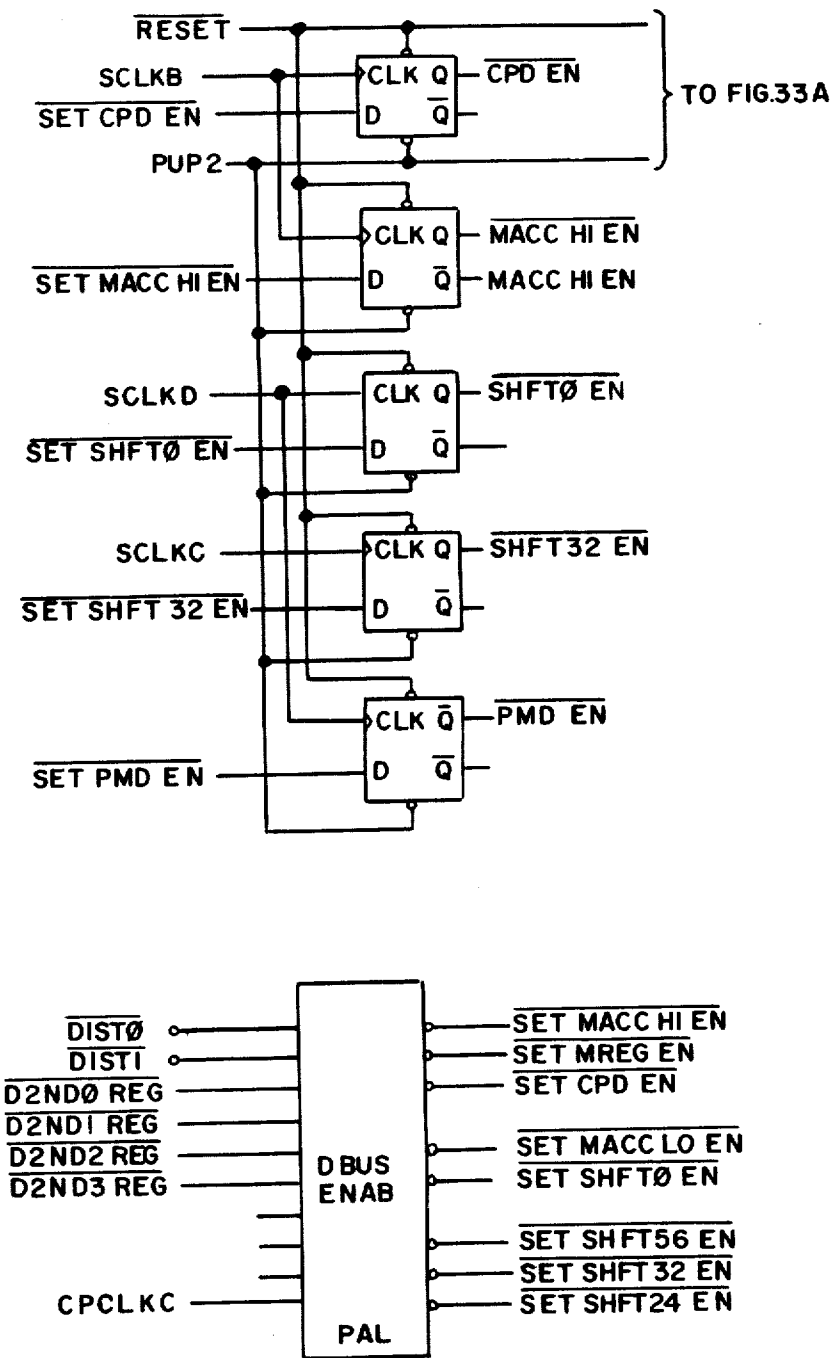 RESET
SCLKB
CLK Q
CPD EN
SET CPD EN
D Q̅
PUP2
TO FIG.33A
CLK Q
MACC HI EN
SET MACC HI EN
D Q̅
MACC HI EN
SCLKD
CLK Q
SHFTØ EN
SET SHFTØ EN
D Q̅
SCLKC
CLK Q
SHFT32 EN
SET SHFT 32 EN
D Q̅
CLK Q̅
PMD EN
SET PMD EN
D Q̅
DISTØ
DIST1
D2NDØ REG
D2ND1 REG
D2ND2 REG
D2ND3 REG
CPCLKC
D BUS
ENAB
PAL
SET MACC HI EN
SET MREG EN
SET CPD EN
SET MACC LO EN
SET SHFTØ EN
SET SHFT56 EN
SET SHFT32 EN
SET SHFT24 EN